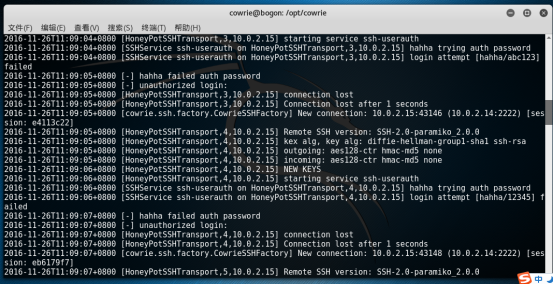 cowrie@bogon: /opt/cowrie
文件(F) 编辑(E) 查看(V) 搜索(S) 终端(T) 帮助(H)
2016-11-26T11:09:04+0800 [HoneyPotSSHTransport,3,10.0.2.15] starting service ssh-userauth
2016-11-26T11:09:04+0800 [SSHService ssh-userauth on HoneyPotSSHTransport,3,10.0.2.15] hahha trying auth password
2016-11-26T11:09:04+0800 [SSHService ssh-userauth on HoneyPotSSHTransport,3,10.0.2.15] login attempt [hahha/abc123]
failed
2016-11-26T11:09:05+0800 [-] hahha failed auth password
2016-11-26T11:09:05+0800 [-] unauthorized login:
2016-11-26T11:09:05+0800 [HoneyPotSSHTransport,3,10.0.2.15] connection lost
2016-11-26T11:09:05+0800 [HoneyPotSSHTransport,3,10.0.2.15] Connection lost after 1 seconds
2016-11-26T11:09:05+0800 [cowrie.ssh.factory.CowrieSSHFactory] New connection: 10.0.2.15:43146 (10.0.2.14:2222) [ses
sion: e4113c22]
2016-11-26T11:09:05+0800 [HoneyPotSSHTransport,4,10.0.2.15] Remote SSH version: SSH-2.0-paramiko_2.0.0
2016-11-26T11:09:05+0800 [HoneyPotSSHTransport,4,10.0.2.15] kex alg, key alg: diffie-hellman-group1-sha1 ssh-rsa
2016-11-26T11:09:05+0800 [HoneyPotSSHTransport,4,10.0.2.15] outgoing: aes128-ctr hmac-md5 none
2016-11-26T11:09:05+0800 [HoneyPotSSHTransport,4,10.0.2.15] incoming: aes128-ctr hmac-md5 none
2016-11-26T11:09:06+0800 [HoneyPotSSHTransport,4,10.0.2.15] NEW KEYS
2016-11-26T11:09:06+0800 [HoneyPotSSHTransport,4,10.0.2.15] starting service ssh-userauth
2016-11-26T11:09:06+0800 [SSHService ssh-userauth on HoneyPotSSHTransport,4,10.0.2.15] hahha trying auth password
2016-11-26T11:09:06+0800 [SSHService ssh-userauth on HoneyPotSSHTransport,4,10.0.2.15] login attempt [hahha/12345] f
ailed
2016-11-26T11:09:07+0800 [-] hahha failed auth password
2016-11-26T11:09:07+0800 [-] unauthorized login:
2016-11-26T11:09:07+0800 [HoneyPotSSHTransport,4,10.0.2.15] connection lost
2016-11-26T11:09:07+0800 [HoneyPotSSHTransport,4,10.0.2.15] Connection lost after 1 seconds
2016-11-26T11:09:07+0800 [cowrie.ssh.factory.CowrieSSHFactory] New connection: 10.0.2.15:43148 (10.0.2.14:2222) [ses
sion: eb6179f7]
2016-11-26T11:09:07+0800 [HoneyPotSSHTransport,5,10.0.2.15] Remote SSH version: SSH-2.0-paramiko_2.0.0
S 中